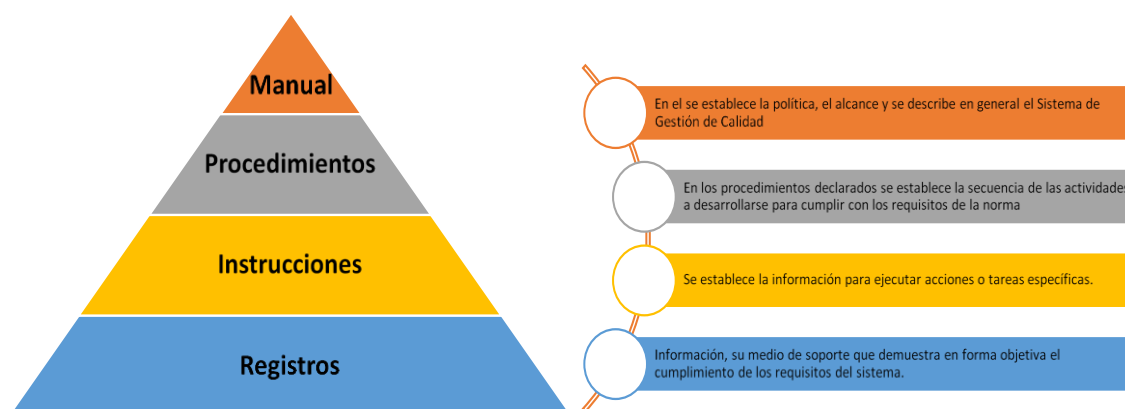 Manual
Procedimientos
Instrucciones
Registros
En el se establece la política, el alcance y se describe en general el Sistema de
Gestión de Calidad
En los procedimientos declarados se establece la secuencia de las actividades
a desarrollarse para cumplir con los requisitos de la norma
Se establece la información para ejecutar acciones o tareas específicas.
Información, su medio de soporte que demuestra en forma objetiva el
cumplimiento de los requisitos del sistema.